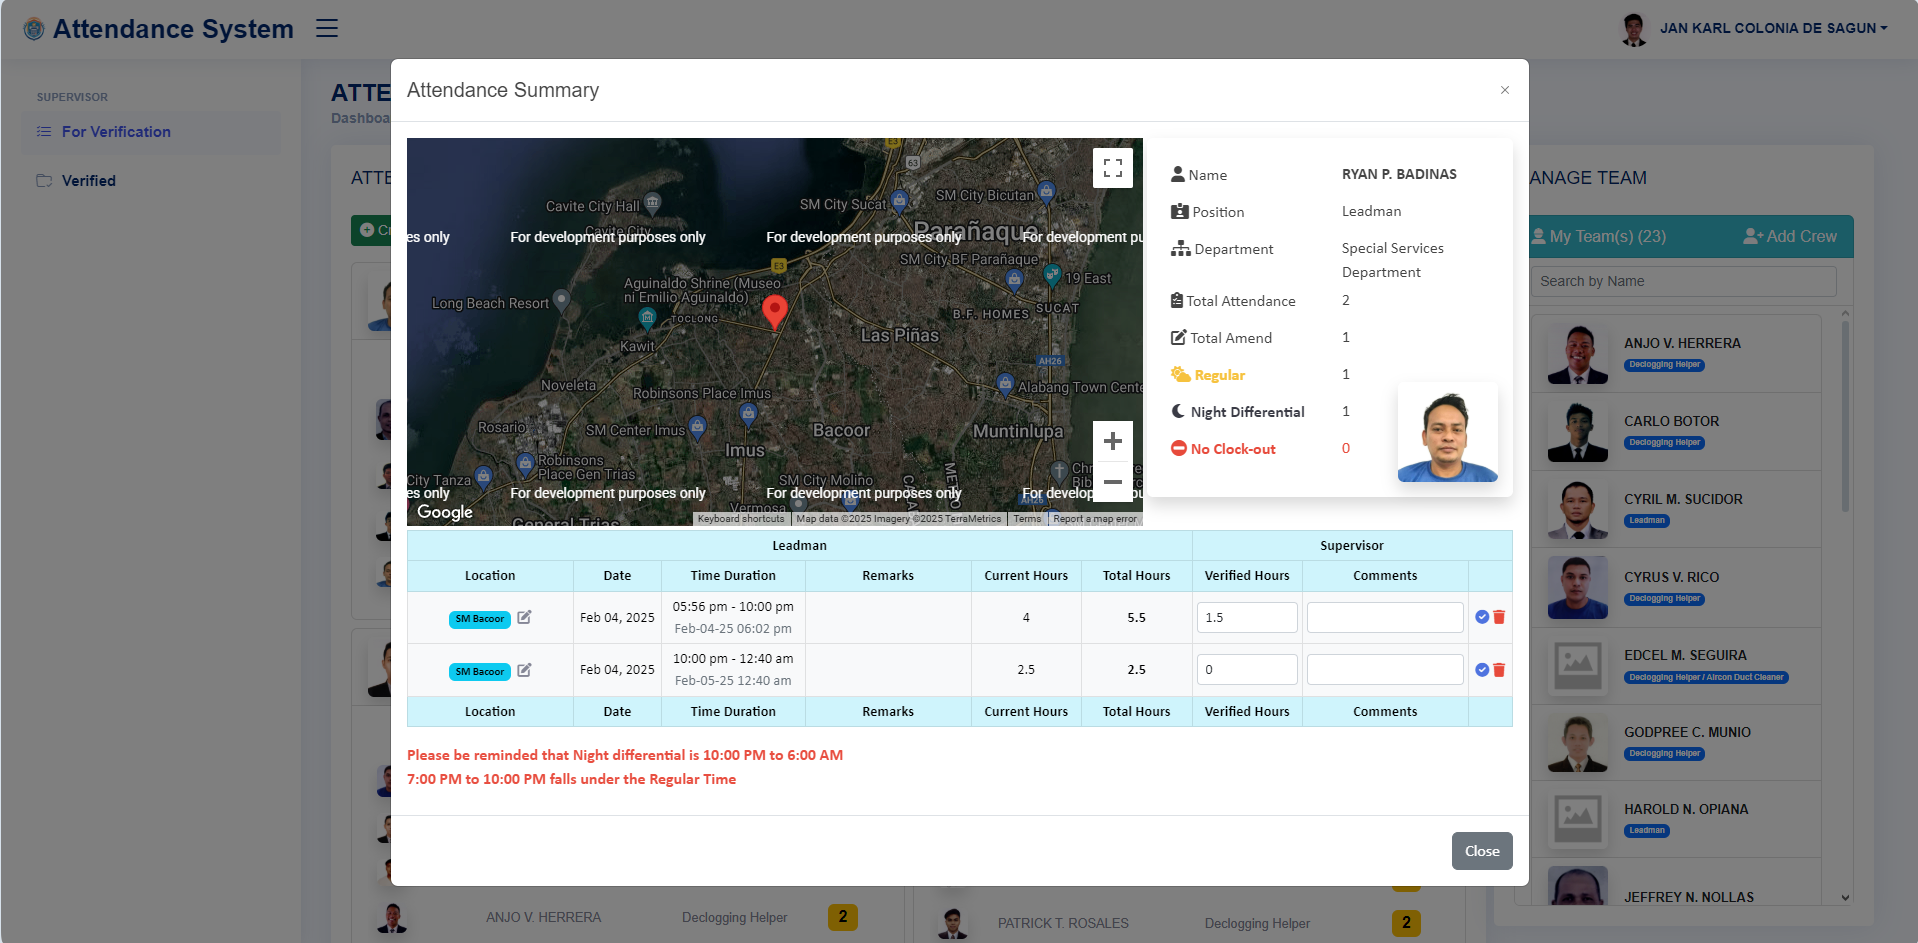 Attendance System
JAN KARL COLONIA DE SAGUN
SUPERVISOR
For Verification
Verified
ATTE
Dashboa
ATTE
Cr
Attendance Summary
×
Cavite City Hall
Cavite City
SM City Sucat
SM City Bicutan
63
E3
Parañaque
es only
For development purposes only
For development purposes only
For development pu
SM City BF Parañaque
E3
19 East
Aguinaldo Shrine (Museo
ni Emilio Aguinaldo)
Long Beach Resort
TOCLONG
B.F. HOMES
SUCAT
Las Piñas
Kawit
AH26
Noveleta
Robinsons Place Imus
Alabang Town Cente
Rosario
SM Center Imus
Bacoor
Muntinlupa
Imus
Robinsons
Place Gen Trias
City Tanza
SM City Molino
es only
For development purposes only
For development purposes only
Vermosa
AH26
General Trias
Google
Keyboard shortcuts
Map data ©2025 Imagery ©2025 TerraMetrics
Terms
Report a map error
Name RYAN P. BADINAS
Position Leadman
Department Special Services
Department
Total Attendance 2
Total Amend 1
Regular 1
Night Differential 1
No Clock-out 0
Leadman Supervisor
Location Date Time Duration Remarks Current Hours Total Hours Verified Hours Comments
SM Bacoor Feb 04, 2025 05:56 pm - 10:00 pm 4 5.5 1.5
Feb-04-25 06:02 pm
SM Bacoor Feb 04, 2025 10:00 pm - 12:40 am 2.5 2.5 0
Feb-05-25 12:40 am
Location Date Time Duration Remarks Current Hours Total Hours Verified Hours Comments
Please be reminded that Night differential is 10:00 PM to 6:00 AM
7:00 PM to 10:00 PM falls under the Regular Time
Close
ANAGE TEAM
My Team(s) (23)
Add Crew
Search by Name
ANJO V. HERRERA
Declogging Helper
CARLO BOTOR
Declogging Helper
CYRIL M. SUCIDOR
Leadman
CYRUS V. RICO
Declogging Helper
EDCEL M. SEGUIRA
Declogging Helper / Aircon Duct Cleaner
GODPREE C. MUNIO
Declogging Helper
HAROLD N. OPIANA
Leadman
JEFFREY N. NOLLAS
ANJO V. HERRERA Declogging Helper 2
PATRICK T. ROSALES Declogging Helper 2